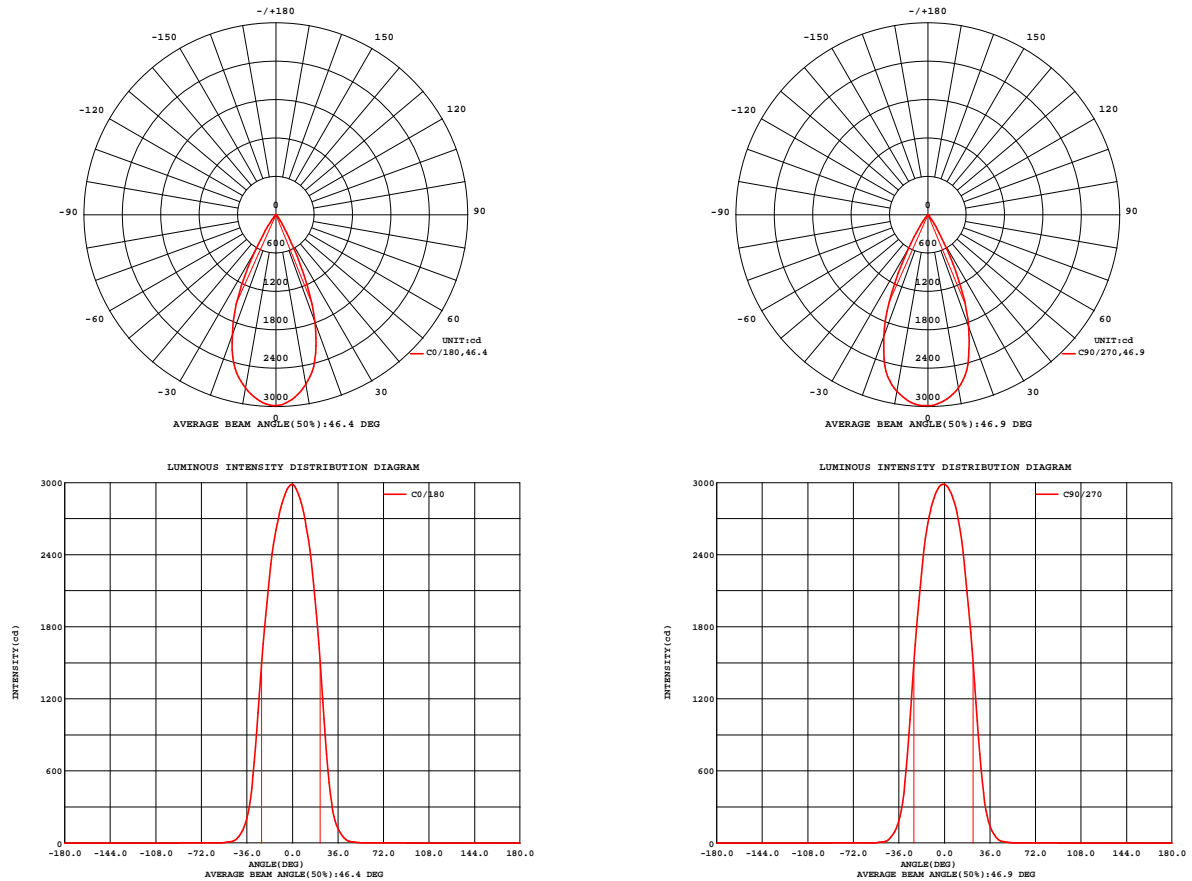 -/+180
-150 150
-120 120
-90 90
-60 60
-30 30
0
600
1200
1800
2400
3000
0
UNIT:cd
C0/180,46.4
AVERAGE BEAM ANGLE(50%):46.4 DEG
-/+180
-150 150
-120 120
-90 90
-60 60
-30 30
0
600
1200
1800
2400
3000
0
UNIT:cd
C90/270,46.9
AVERAGE BEAM ANGLE(50%):46.9 DEG
LUMINOUS INTENSITY DISTRIBUTION DIAGRAM
C0/180
INTENSITY(cd)
3000
2400
1800
1200
600
0
-180.0 -144.0 -108.0 -72.0 -36.0 0.0 36.0 72.0 108.0 144.0 180.0
ANGLE(DEG)
AVERAGE BEAM ANGLE(50%):46.4 DEG
LUMINOUS INTENSITY DISTRIBUTION DIAGRAM
C90/270
INTENSITY(cd)
3000
2400
1800
1200
600
0
-180.0 -144.0 -108.0 -72.0 -36.0 0.0 36.0 72.0 108.0 144.0 180.0
ANGLE(DEG)
AVERAGE BEAM ANGLE(50%):46.9 DEG